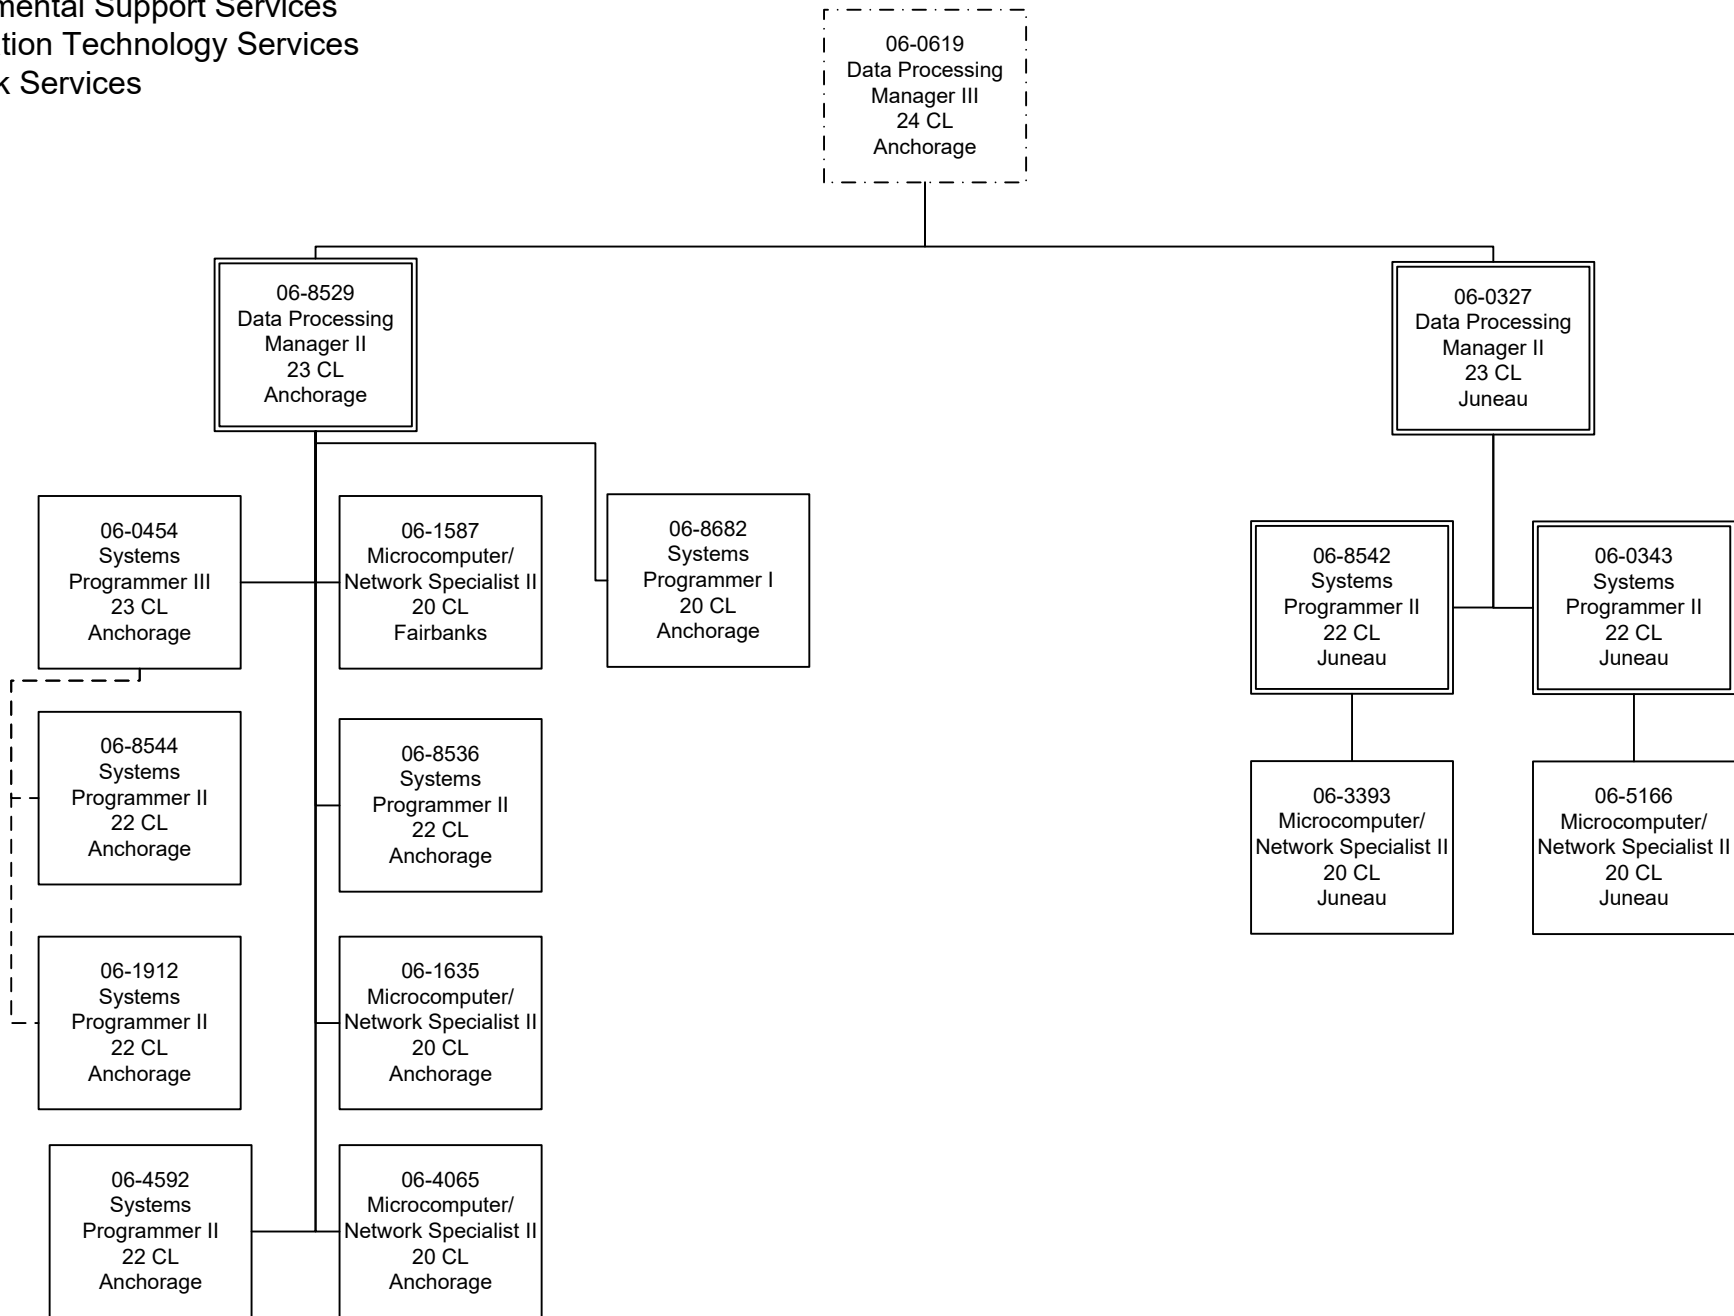 mental Support Services
tion Technology Services
k Services
06-0619
Data Processing
Manager III
24 CL
Anchorage
06-8529
Data Processing
Manager II
23 CL
Anchorage
06-0327
Data Processing
Manager II
23 CL
Juneau
06-0454
Systems
Programmer III
23 CL
Anchorage
06-1587
Microcomputer/
Network Specialist II
20 CL
Fairbanks
06-8682
Systems
Programmer I
20 CL
Anchorage
06-8542
Systems
Programmer II
22 CL
Juneau
06-0343
Systems
Programmer II
22 CL
Juneau
06-8544
Systems
Programmer II
22 CL
Anchorage
06-8536
Systems
Programmer II
22 CL
Anchorage
06-3393
Microcomputer/
Network Specialist II
20 CL
Juneau
06-5166
Microcomputer/
Network Specialist II
20 CL
Juneau
06-1912
Systems
Programmer II
22 CL
Anchorage
06-1635
Microcomputer/
Network Specialist II
20 CL
Anchorage
06-4592
Systems
Programmer II
22 CL
Anchorage
06-4065
Microcomputer/
Network Specialist II
20 CL
Anchorage